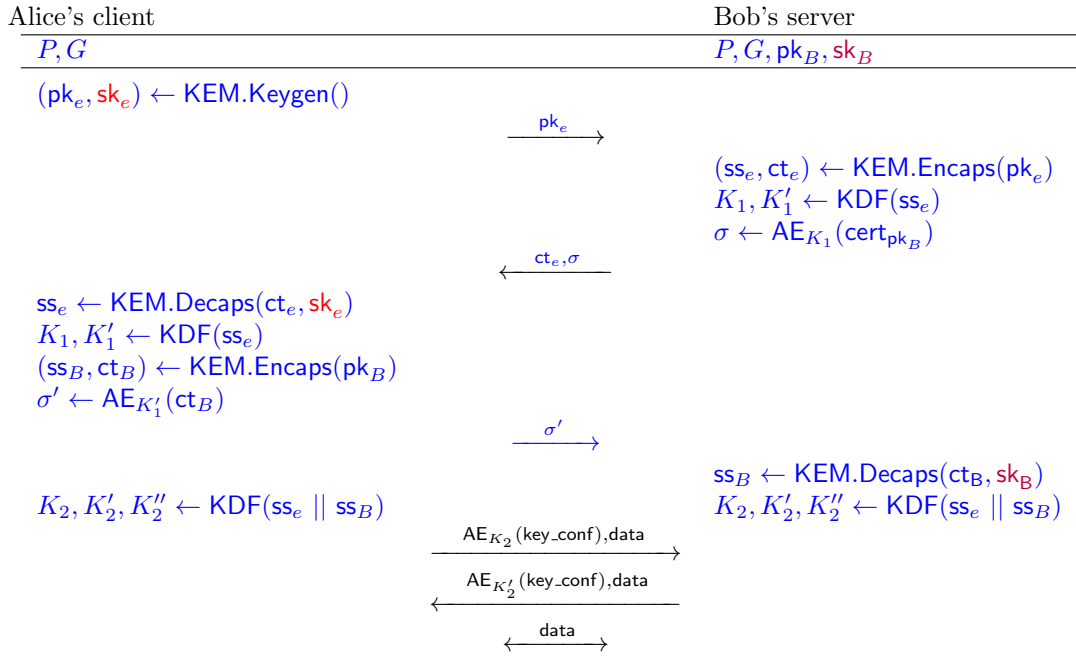 Alice's client Bob's server
P, G P, G, pk_B, sk_B
(pk_e, sk_e) ← KEM.Keygen()
pk_e
(ss_e, ct_e) ← KEM.Encaps(pk_e)
K_1, K'_1 ← KDF(ss_e)
σ ← AE_{K_1}(cert_{pk_B})
ct_e,σ
ss_e ← KEM.Decaps(ct_e, sk_e)
K_1, K'_1 ← KDF(ss_e)
(ss_B, ct_B) ← KEM.Encaps(pk_B)
σ' ← AE_{K'_1}(ct_B)
σ'
ss_B ← KEM.Decaps(ct_B, sk_B)
K_2, K'_2, K''_2 ← KDF(ss_e || ss_B) K_2, K'_2, K''_2 ← KDF(ss_e || ss_B)
AE_{K_2}(key_conf),data
AE_{K'_2}(key_conf),data
data